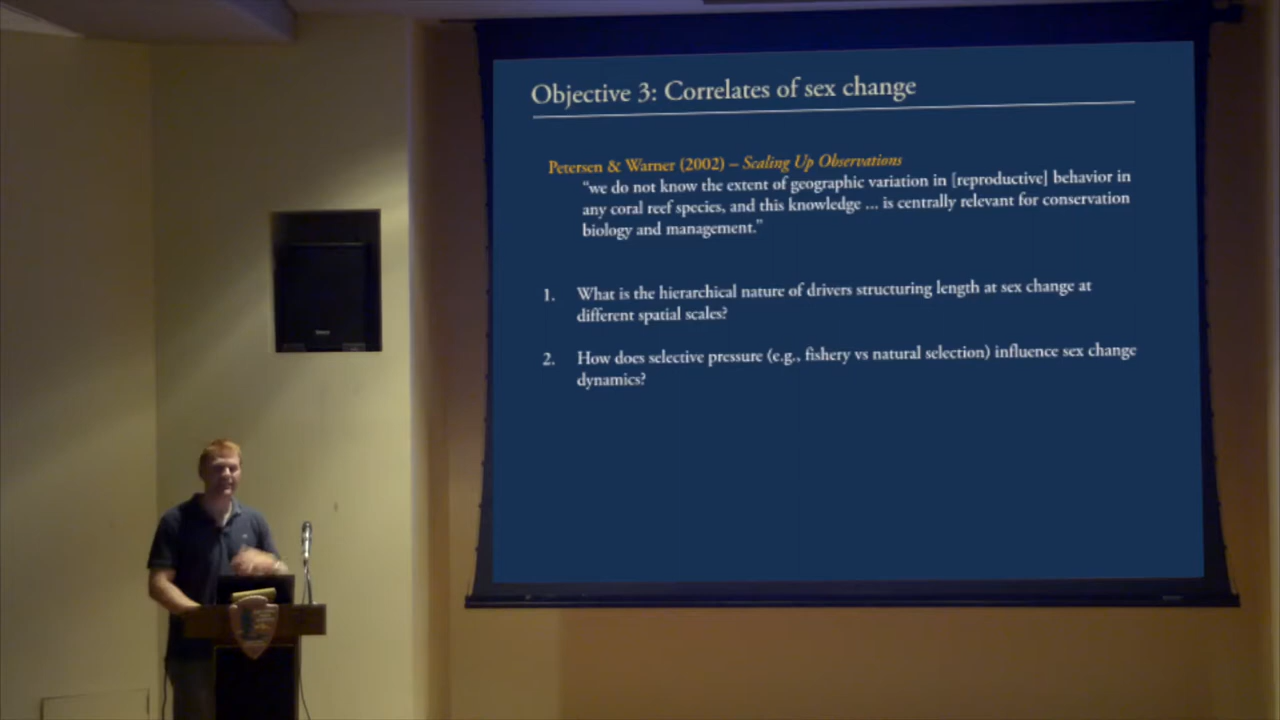 Objective 3: Correlates of sex change
Petersen & Warner (2002) – Scaling Up Observations
“we do not know the extent of geographic variation in [reproductive] behavior in
any coral reef species, and this knowledge ... is centrally relevant for conservation
biology and management.”
1. What is the hierarchical nature of drivers structuring length at sex change at
different spatial scales?
2. How does selective pressure (e.g., fishery vs natural selection) influence sex change
dynamics?